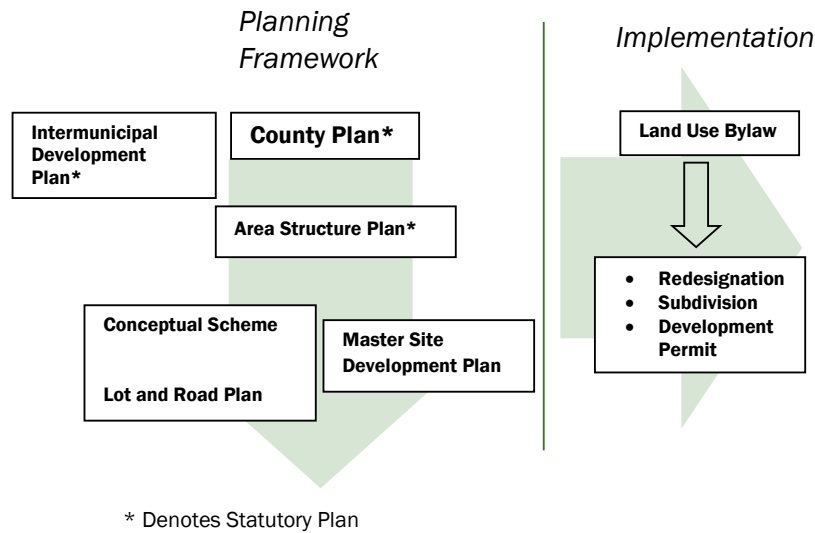 Planning
Framework
Implementation
Intermunicipal
Development
Plan*
County Plan*
Area Structure Plan*
Conceptual Scheme
Lot and Road Plan
Master Site
Development Plan
Land Use Bylaw
• Redesignation
• Subdivision
• Development
Permit
* Denotes Statutory Plan